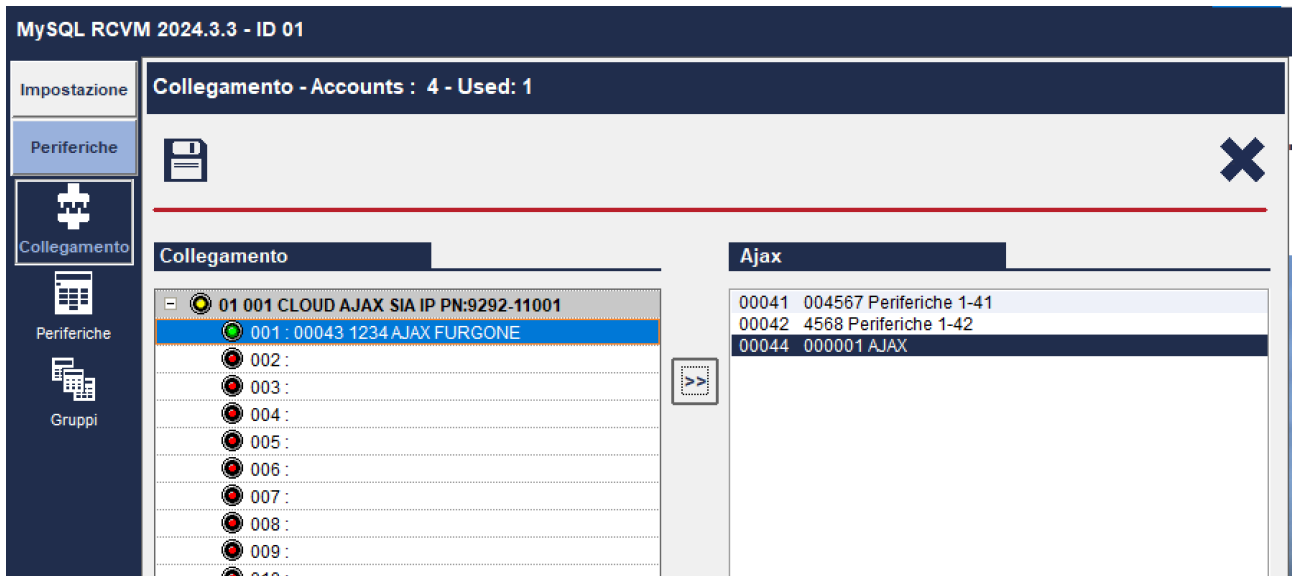 MySQL RCVM 2024.3.3 - ID 01
Impostazione
Periferiche
Collegamento
Periferiche
Gruppi
Collegamento - Accounts : 4 - Used: 1
Collegamento
01 001 CLOUD AJAX SIA IP PN:9292-11001
001 : 00043 1234 AJAX FURGONE
002 :
003 :
004 :
005 :
006 :
007 :
008 :
009 :
>>
Ajax
00041 004567 Periferiche 1-41
00042 4568 Periferiche 1-42
00044 000001 AJAX